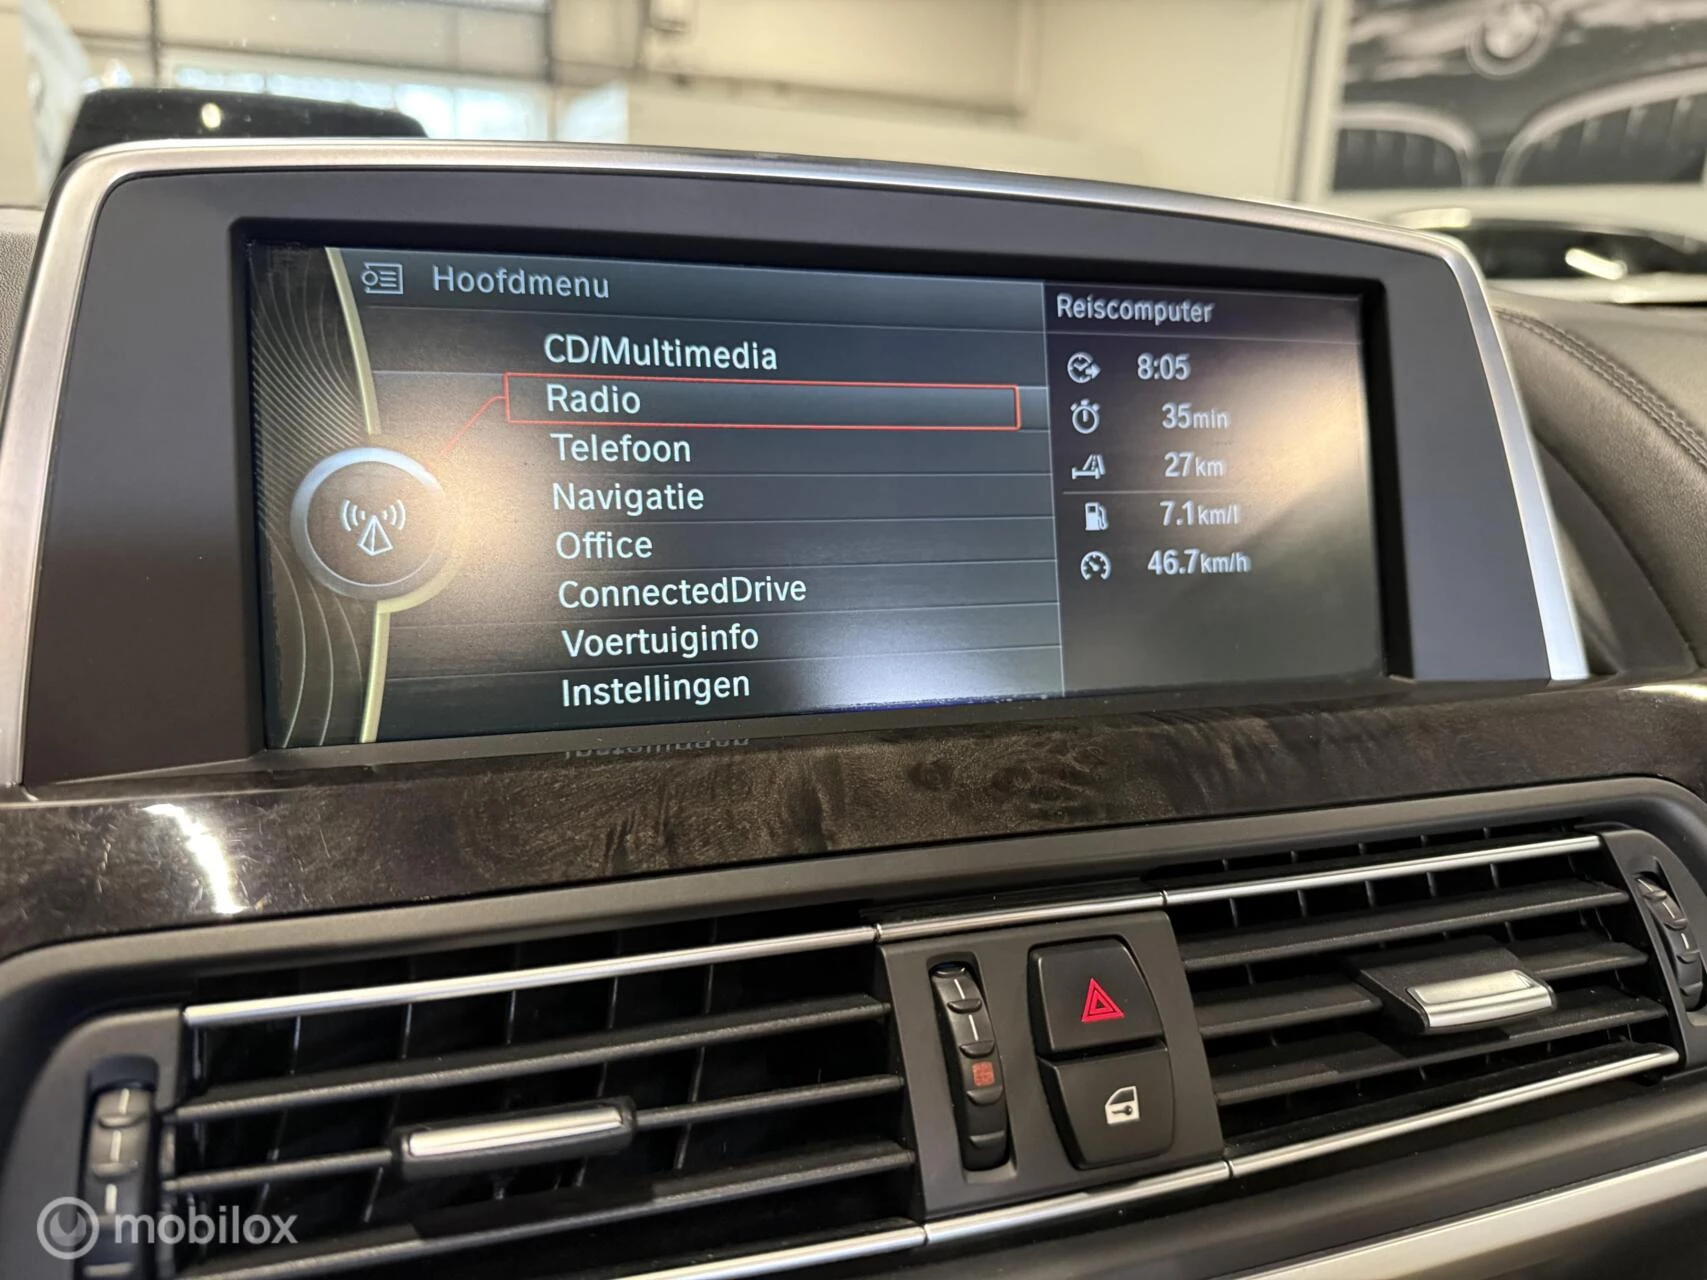 Hoofdmenu
CD/Multimedia
Radio
Telefoon
Navigatie
Office
ConnectedDrive
Voertuiginfo
Instellingen
Reiscomputer
8:05
35min
27km
7.1km/l
46.7km/h
mobilox